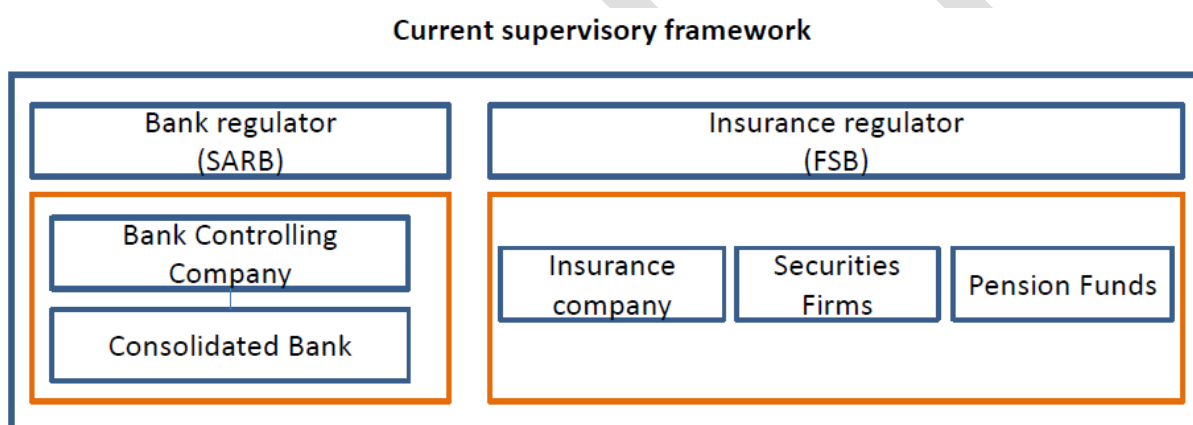 Current supervisory framework
Bank regulator
(SARB)
Insurance regulator
(FSB)
Bank Controlling
Company
Consolidated Bank
Insurance
company
Securities
Firms
Pension Funds